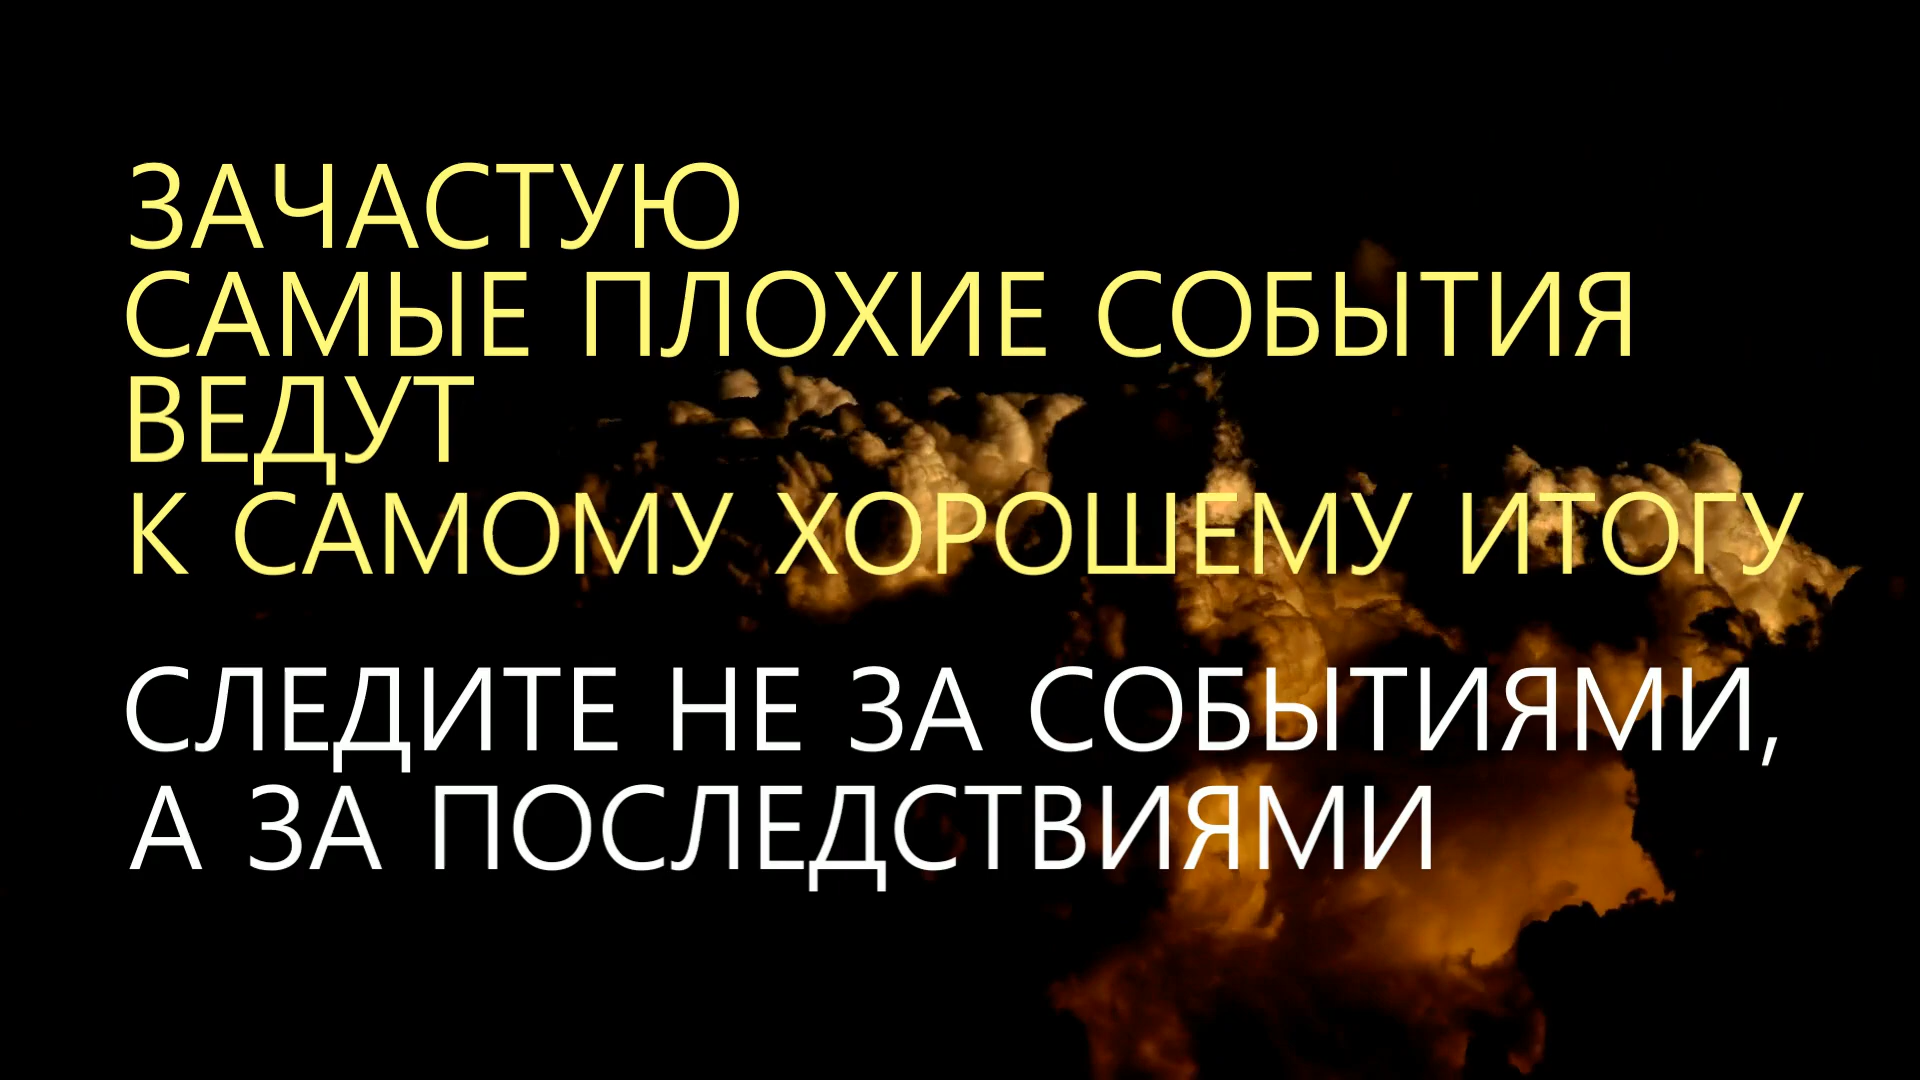 ЗАЧАСТУЮ
САМЫЕ ПЛОХИЕ СОБЫТИЯ
ВЕДУТ
К САМОМУ ХОРОШЕМУ ИТОГУ
СЛЕДИТЕ НЕ ЗА СОБЫТИЯМИ,
А ЗА ПОСЛЕДСТВИЯМИ